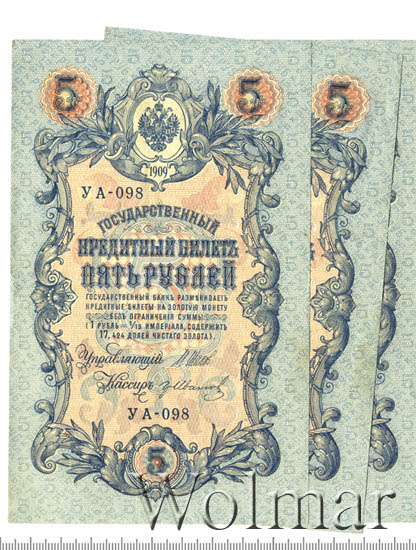 5 5
1909
УА-098
ГОСУДАРСТВЕННЫЙ
КРЕДИТНЫЙ БИЛЕТЪ
ПЯТЬ РУБЛЕЙ
ГОСУДАРСТВЕННЫЙ БАНКЪ РАЗМѢНИВАЕТЪ
КРЕДИТНЫЕ БИЛЕТЫ НА ЗОЛОТУЮ МОНЕТУ
БЕЗЪ ОГРАНИЧЕНІЯ СУММЫ
(1 РУБЛЬ = 1/15 ИМПЕРІАЛА, СОДЕРЖИТЪ
17,424 ДОЛЕЙ ЧИСТАГО ЗОЛОТА).
Управляющій
Кассиръ
УА-098
5
Wolmar
Wolmar